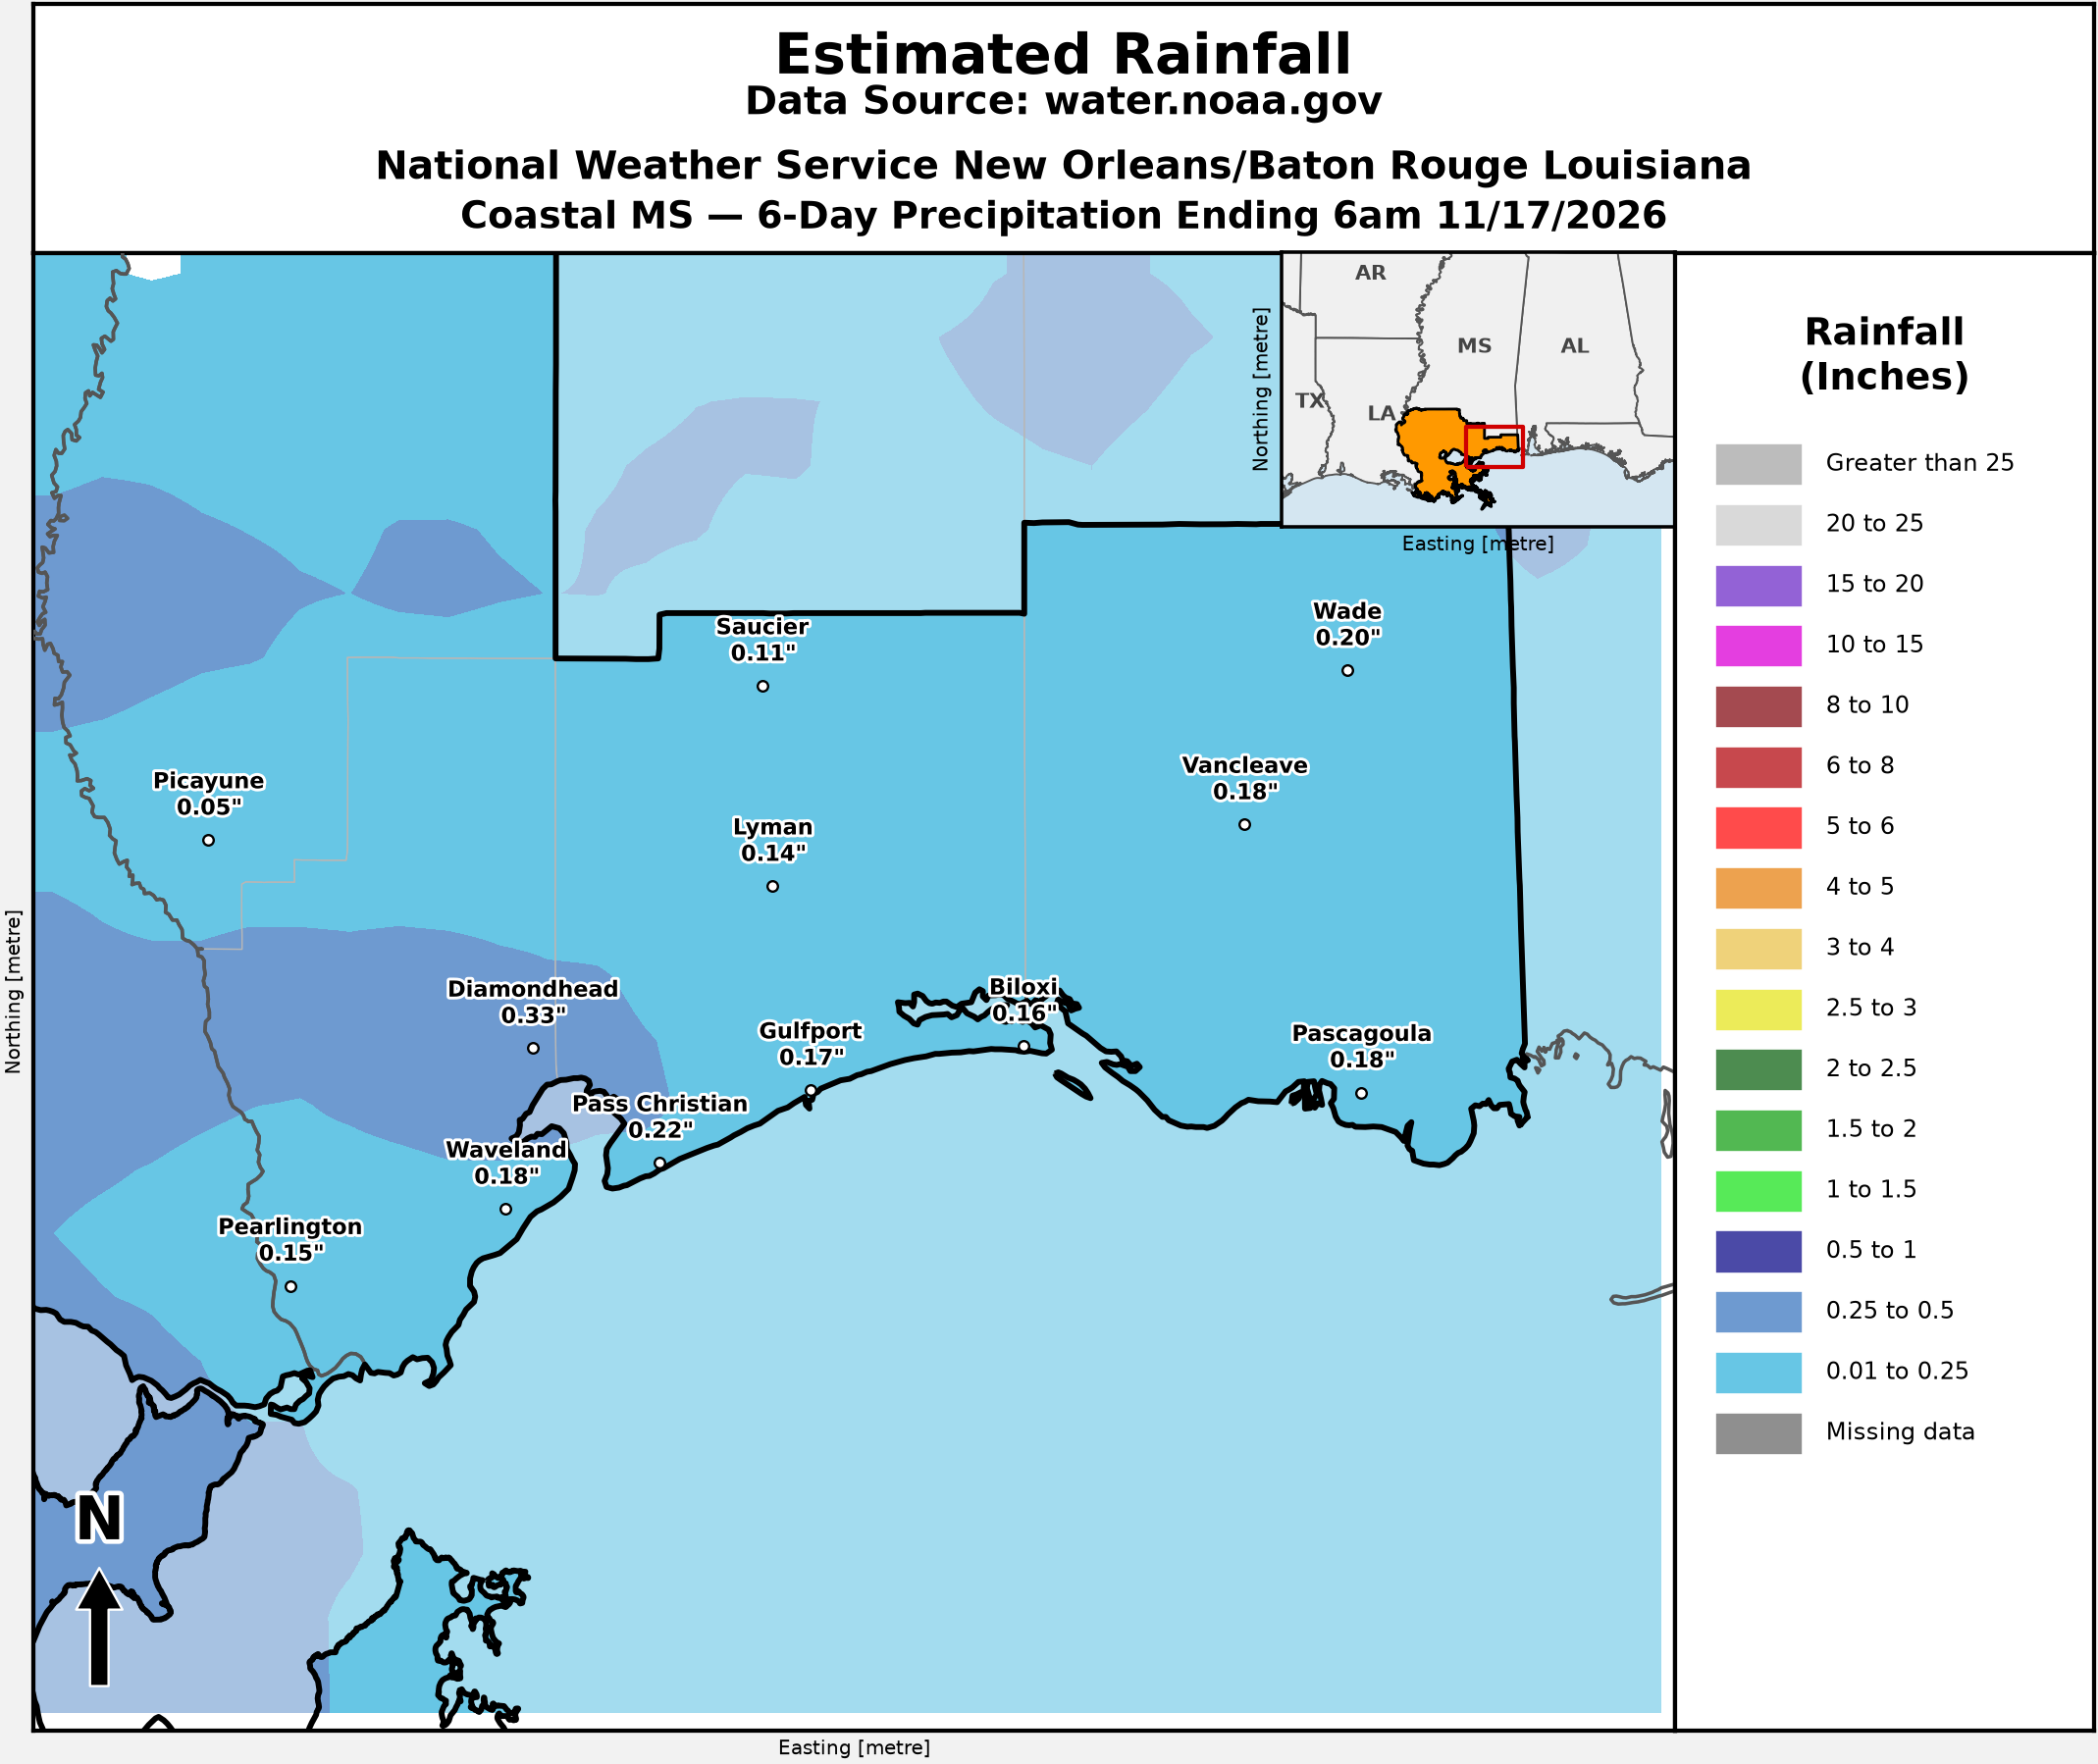 Estimated Rainfall
Data Source: water.noaa.gov
National Weather Service New Orleans/Baton Rouge Louisiana
Coastal MS — 6-Day Precipitation Ending 6am 11/17/2026
AR
MS
AL
TX
LA
Northing [metre]
Easting [metre]
Rainfall
(Inches)
Greater than 25
20 to 25
15 to 20
10 to 15
8 to 10
6 to 8
5 to 6
4 to 5
3 to 4
2.5 to 3
2 to 2.5
1.5 to 2
1 to 1.5
0.5 to 1
0.25 to 0.5
0.01 to 0.25
Missing data
Saucier
0.11"
Wade
0.20"
Picayune
0.05"
Vancleave
0.18"
Lyman
0.14"
Diamondhead
0.33"
Biloxi
0.16"
Gulfport
0.17"
Pascagoula
0.18"
Pass Christian
0.22"
Waveland
0.18"
Pearlington
0.15"
N
Northing [metre]
Easting [metre]